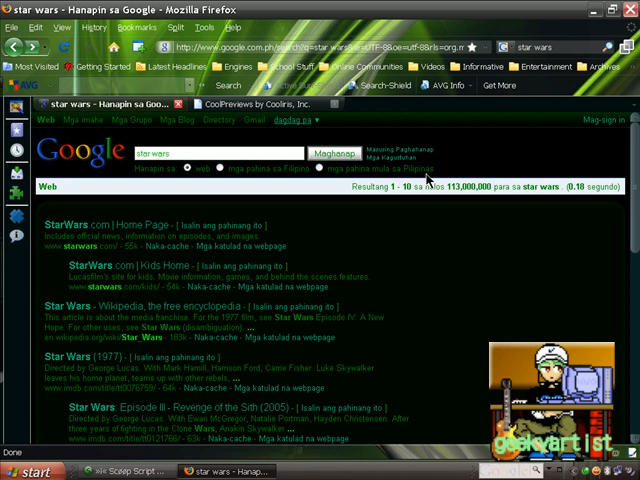 star wars - Hanapin sa Google - Mozilla Firefox
File Edit View History Bookmarks Scrapbook Tools Help
http://www.google.com.ph/search?q=star wars
star wars
Most Visited Getting Started Latest Headlines Engines School Stuff Online Communities Videos Informative Entertainment Archives
AVG Search Search-Shield AVG Info Get More
star wars - Hanapin sa Goo... CoolPreviews by Cooliris, Inc.
Web Mga imahe Mga Grupo Mga Blog Directory Gmail dagdag pa ▼ Mag-sign in
Google
star wars
Maghanap
Masusing Paghahanap
Mga Kagustuhan
Hanapin sa: web mga pahina sa Filipino mga pahina mula sa Pilipinas
Web Resultang 1 - 10 sa halos 113,000,000 para sa star wars . (0.18 segundo)
StarWars.com | Home Page - [ Isalin ang pahinang ito ]
Includes official news, information on episodes, and images.
www.starwars.com/ - 55k - Naka-cache - Mga katulad na webpage
StarWars.com | Kids Home - [ Isalin ang pahinang ito ]
Lucasfilm's site for kids. Movie information, games, and behind the scenes features.
www.starwars.com/kids/ - 54k - Naka-cache - Mga katulad na webpage
Star Wars - Wikipedia, the free encyclopedia - [ Isalin ang pahinang ito ]
This article is about the media franchise. For the 1977 film, see Star Wars Episode IV: A New
Hope. For other uses, see Star Wars (disambiguation). ...
en.wikipedia.org/wiki/Star_Wars - 183k - Naka-cache - Mga katulad na webpage
Star Wars (1977) - [ Isalin ang pahinang ito ]
Directed by George Lucas. With Mark Hamill, Harrison Ford, Carrie Fisher. Luke Skywalker
leaves his home planet, teams up with other rebels, ...
www.imdb.com/title/tt0076759/ - 64k - Naka-cache - Mga katulad na webpage
Star Wars: Episode III - Revenge of the Sith (2005) - [ Isalin ang pahinang ito ]
Directed by George Lucas. With Ewan McGregor, Natalie Portman, Hayden Christensen. After
three years of fighting in the Clone Wars, Anakin Skywalker ...
www.imdb.com/title/tt0121766/ - 63k - Naka-cache - Mga katulad na webpage
geekyart1st
Done
start Scøøp Script ... star wars - Hanap... Google